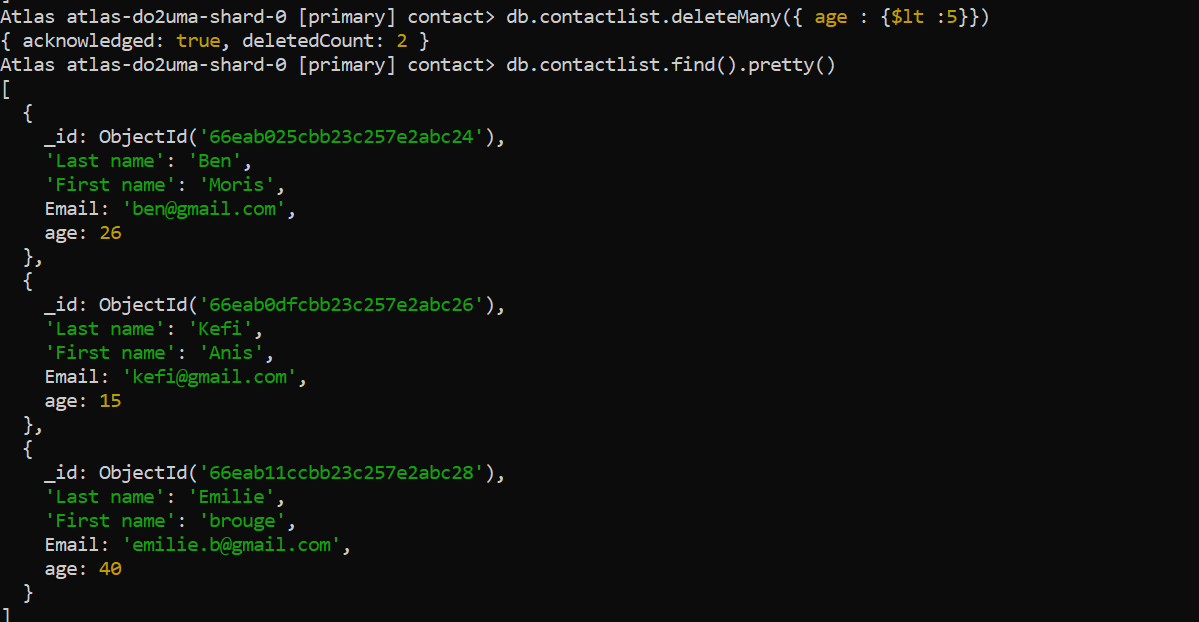 Atlas atlas-do2uma-shard-0 [primary] contact> db.contactlist.deleteMany({ age : {$lt :5}})
{ acknowledged: true, deletedCount: 2 }
Atlas atlas-do2uma-shard-0 [primary] contact> db.contactlist.find().pretty()
[
  {
    _id: ObjectId('66eab025cbb23c257e2abc24'),
    'Last name': 'Ben',
    'First name': 'Moris',
    Email: 'ben@gmail.com',
    age: 26
  },
  {
    _id: ObjectId('66eab0dfcbb23c257e2abc26'),
    'Last name': 'Kefi',
    'First name': 'Anis',
    Email: 'kefi@gmail.com',
    age: 15
  },
  {
    _id: ObjectId('66eab11ccbb23c257e2abc28'),
    'Last name': 'Emilie',
    'First name': 'brouge',
    Email: 'emilie.b@gmail.com',
    age: 40
  }
]